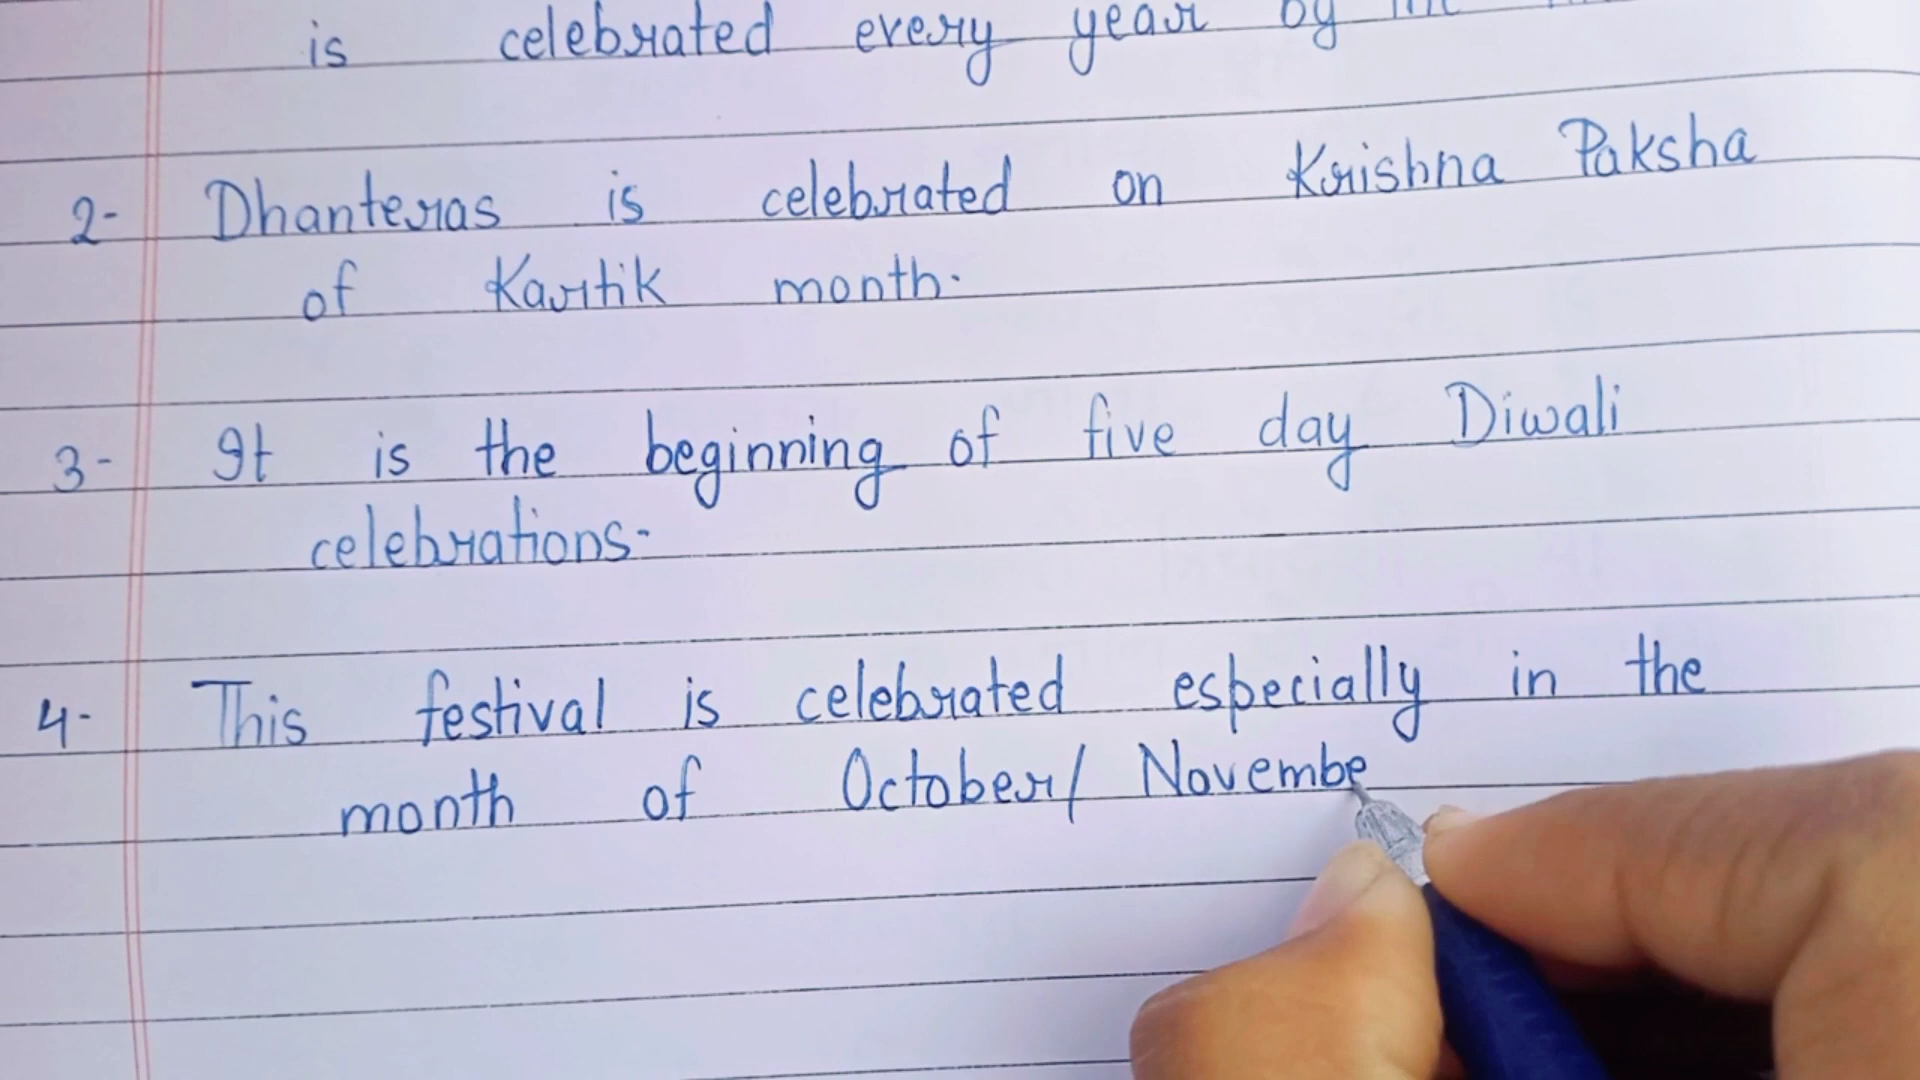 is celebrated every year by
2- Dhanteras is celebrated on Krishna Paksha
of Kartik month.
3- It is the beginning of five day Diwali
celebrations.
4- This festival is celebrated especially in the
month of October/ Novembe